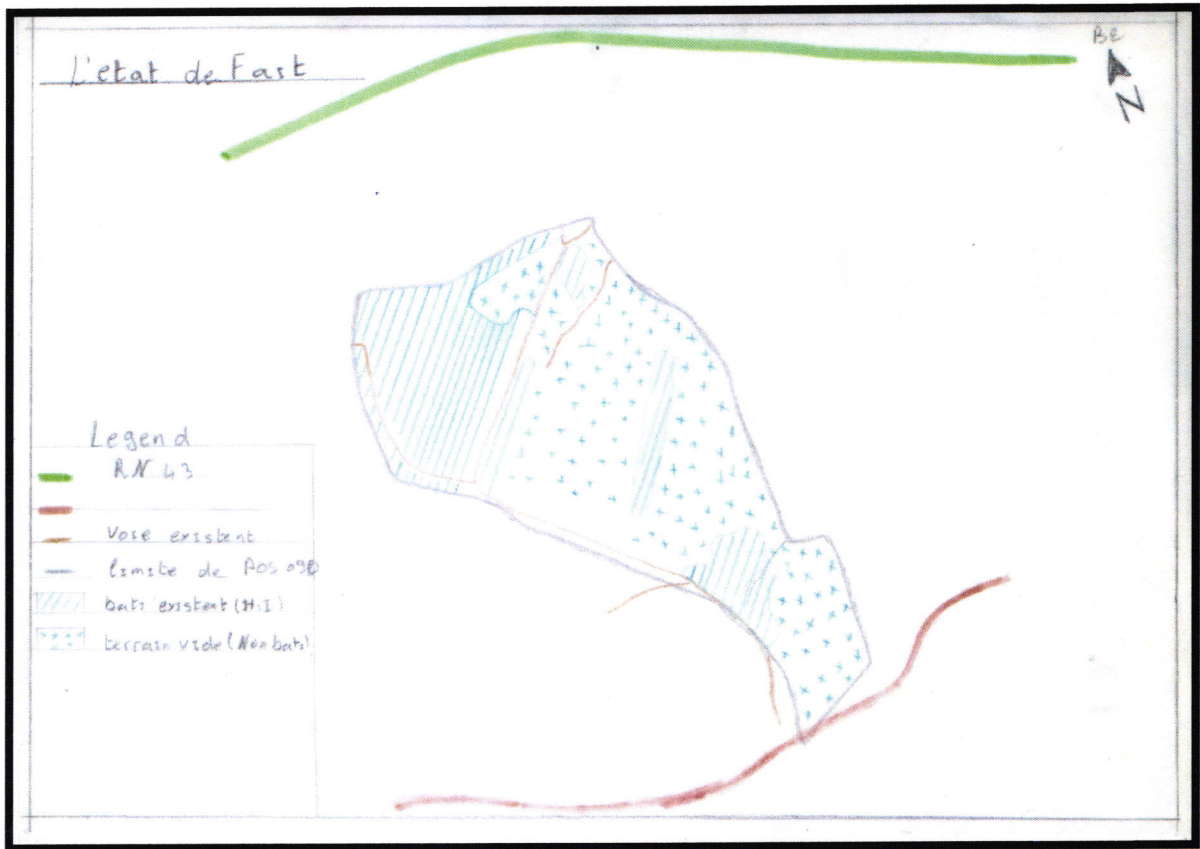 L'etat de Fast
BE
N
Legend
RN 43
Voie existent
limite de POS 09
bati existent (H.I)
terrain vide (Non bati)